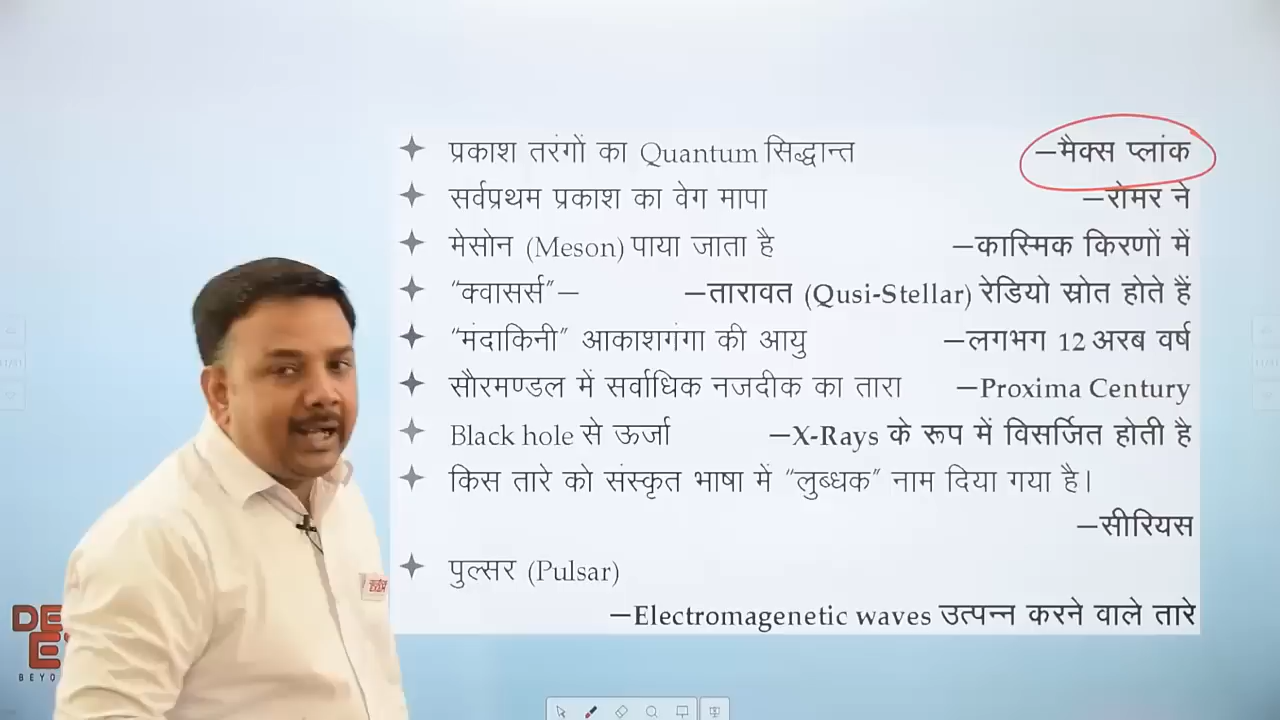 प्रकाश तरंगों का Quantum सिद्धान्त –मैक्स प्लांक
सर्वप्रथम प्रकाश का वेग मापा –रोमर ने
मेसोन (Meson) पाया जाता है –कास्मिक किरणों में
“क्वासर्स”– –तारावत (Qusi-Stellar) रेडियो स्रोत होते हैं
“मंदाकिनी” आकाशगंगा की आयु –लगभग 12 अरब वर्ष
सौरमण्डल में सर्वाधिक नजदीक का तारा –Proxima Century
Black hole से ऊर्जा –X-Rays के रूप में विसर्जित होती है
किस तारे को संस्कृत भाषा में “लुब्धक” नाम दिया गया है।
–सीरियस
पुल्सर (Pulsar)
–Electromagenetic waves उत्पन्न करने वाले तारे
DE
E
BEYO